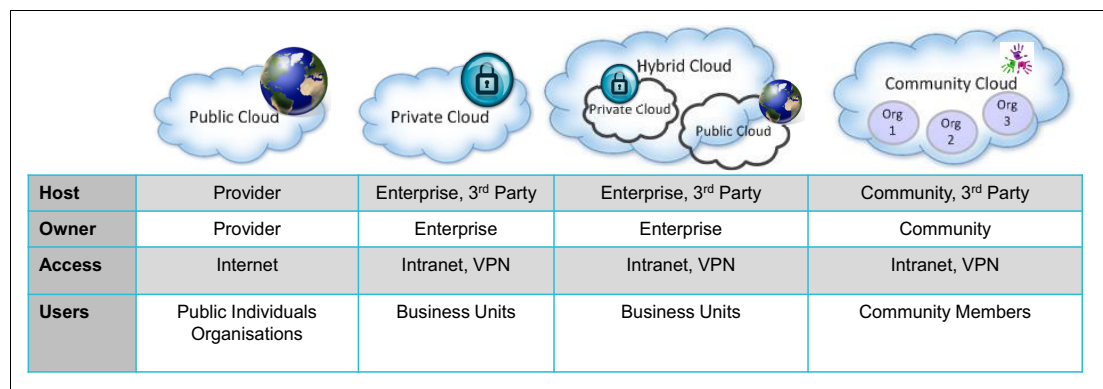 Public Cloud
Private Cloud
Hybrid Cloud
Private Cloud
Public Cloud
Community Cloud
Org
1
Org
2
Org
3
Host Provider Enterprise, 3rd Party Enterprise, 3rd Party Community, 3rd Party
Owner Provider Enterprise Enterprise Community
Access Internet Intranet, VPN Intranet, VPN Intranet, VPN
Users Public Individuals Business Units Business Units Community Members
Organisations